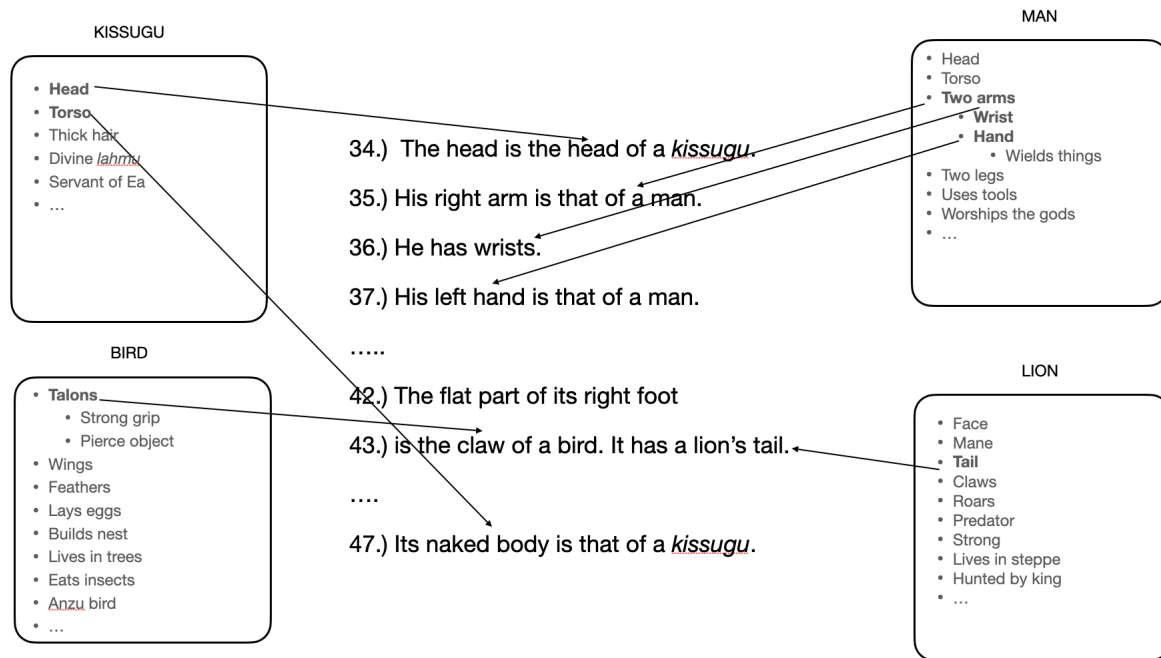 KISSUGU
• Head
• Torso
• Thick hair
• Divine lahmu
• Servant of Ea
• …
BIRD
• Talons
• Strong grip
• Pierce object
• Wings
• Feathers
• Lays eggs
• Builds nest
• Lives in trees
• Eats insects
• Anzu bird
• …
34.) The head is the head of a kissugu.
35.) His right arm is that of a man.
36.) He has wrists.
37.) His left hand is that of a man.
…..
42.) The flat part of its right foot
43.) is the claw of a bird. It has a lion’s tail.
….
47.) Its naked body is that of a kissugu.
MAN
• Head
• Torso
• Two arms
• Wrist
• Hand
• Wields things
• Two legs
• Uses tools
• Worships the gods
• …
LION
• Face
• Mane
• Tail
• Claws
• Roars
• Predator
• Strong
• Lives in steppe
• Hunted by king
• …